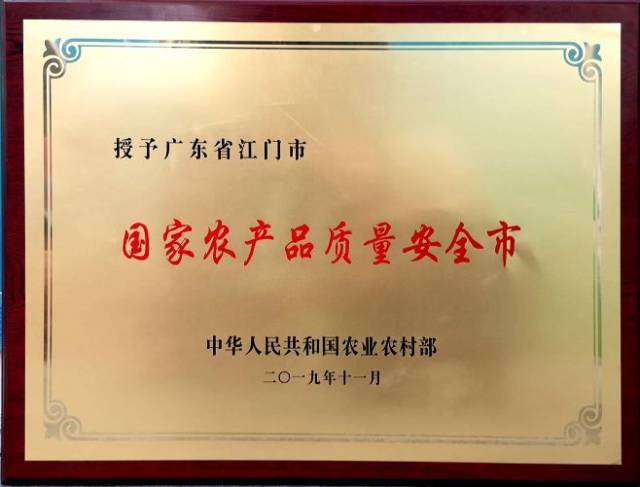 授予广东省江门市
国家农产品质量安全市
中华人民共和国农业农村部
二〇一九年十一月